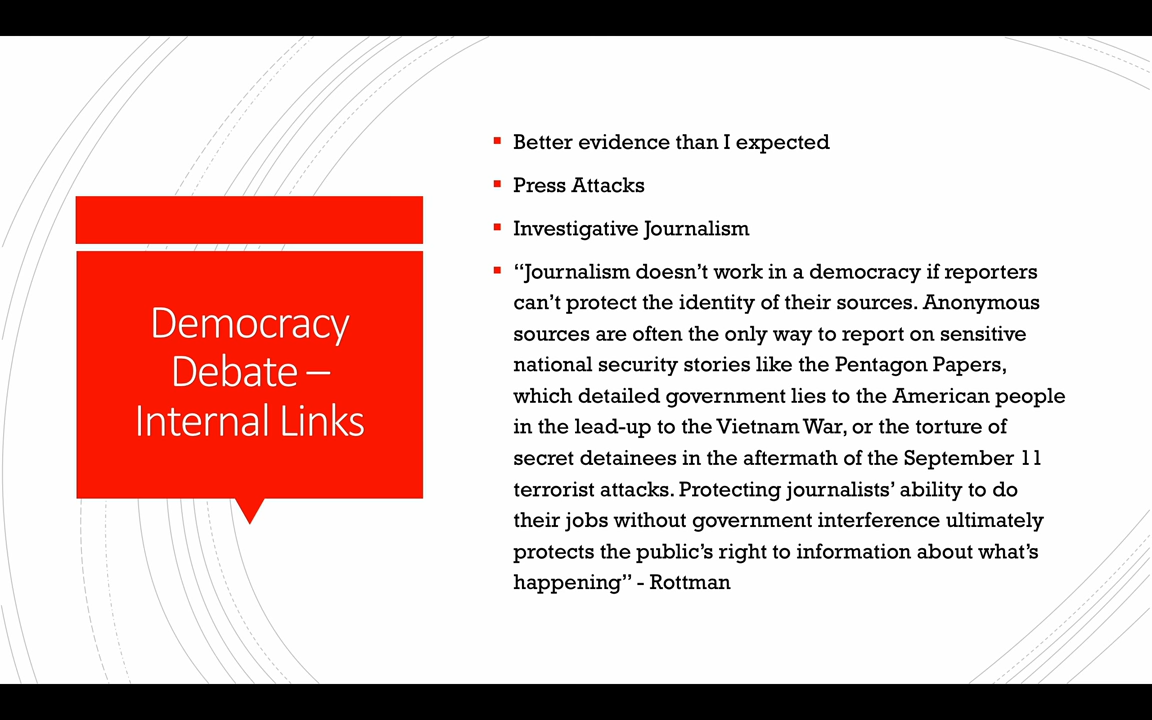 Democracy
Debate –
Internal Links
Better evidence than I expected
Press Attacks
Investigative Journalism
“Journalism doesn’t work in a democracy if reporters
can’t protect the identity of their sources. Anonymous
sources are often the only way to report on sensitive
national security stories like the Pentagon Papers,
which detailed government lies to the American people
in the lead-up to the Vietnam War, or the torture of
secret detainees in the aftermath of the September 11
terrorist attacks. Protecting journalists’ ability to do
their jobs without government interference ultimately
protects the public’s right to information about what’s
happening” - Rottman